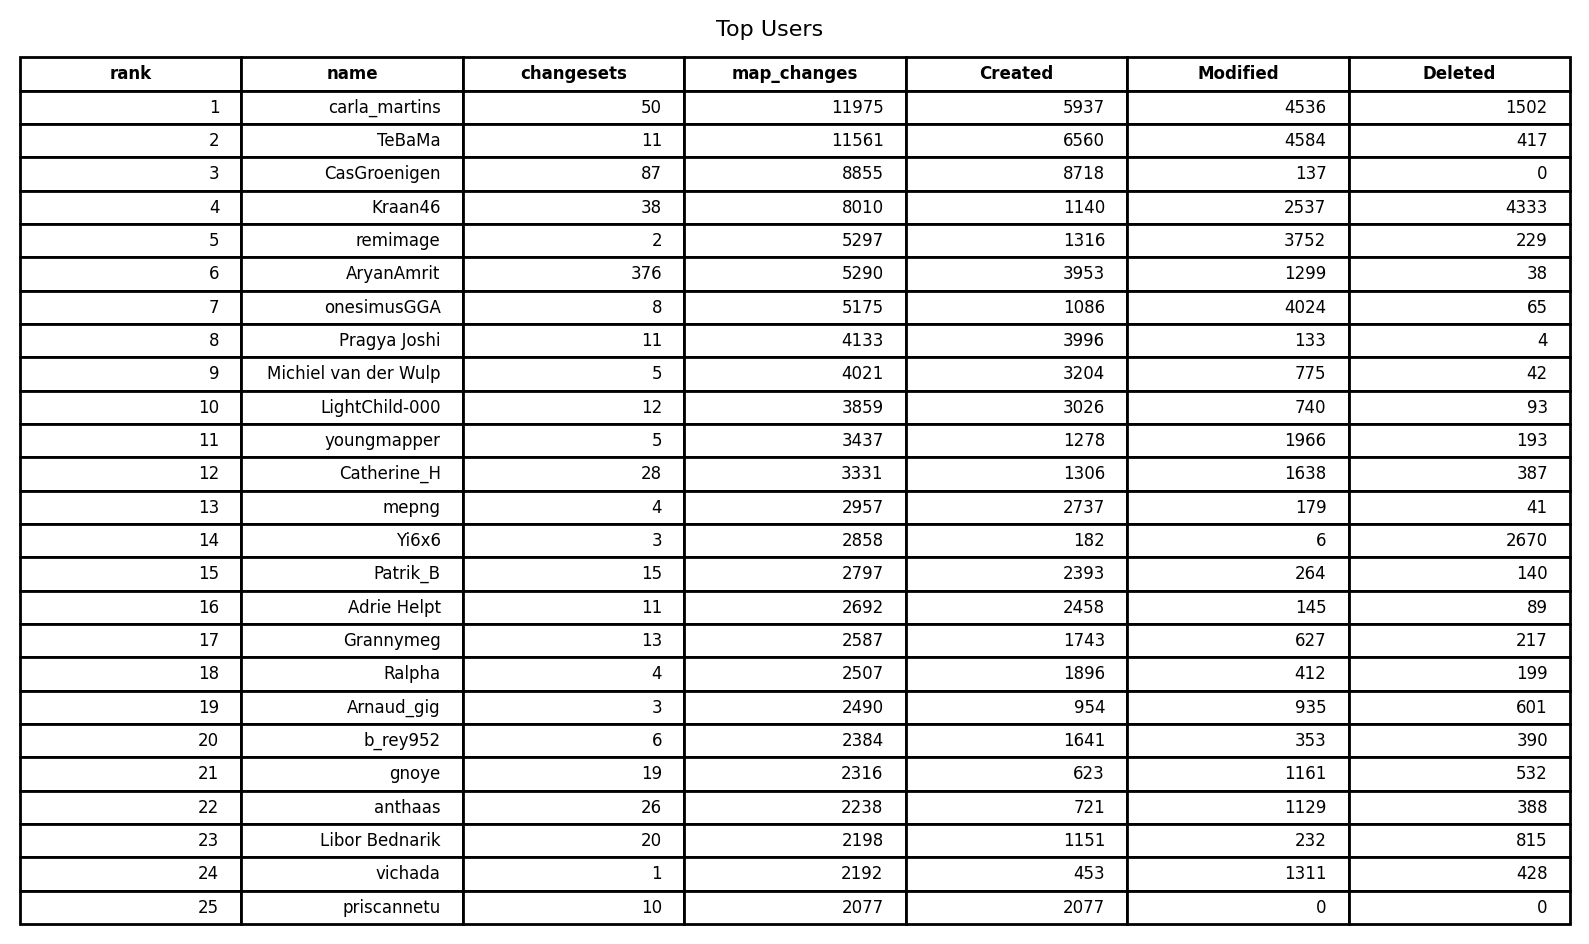 Top Users
rank name changesets map_changes Created Modified Deleted
1 carla_martins 50 11975 5937 4536 1502
2 TeBaMa 11 11561 6560 4584 417
3 CasGroenigen 87 8855 8718 137 0
4 Kraan46 38 8010 1140 2537 4333
5 remimage 2 5297 1316 3752 229
6 AryanAmrit 376 5290 3953 1299 38
7 onesimusGGA 8 5175 1086 4024 65
8 Pragya Joshi 11 4133 3996 133 4
9 Michiel van der Wulp 5 4021 3204 775 42
10 LightChild-000 12 3859 3026 740 93
11 youngmapper 5 3437 1278 1966 193
12 Catherine_H 28 3331 1306 1638 387
13 mepng 4 2957 2737 179 41
14 Yi6x6 3 2858 182 6 2670
15 Patrik_B 15 2797 2393 264 140
16 Adrie Helpt 11 2692 2458 145 89
17 Grannymeg 13 2587 1743 627 217
18 Ralpha 4 2507 1896 412 199
19 Arnaud_gig 3 2490 954 935 601
20 b_rey952 6 2384 1641 353 390
21 gnoye 19 2316 623 1161 532
22 anthaas 26 2238 721 1129 388
23 Libor Bednarik 20 2198 1151 232 815
24 vichada 1 2192 453 1311 428
25 priscannetu 10 2077 2077 0 0